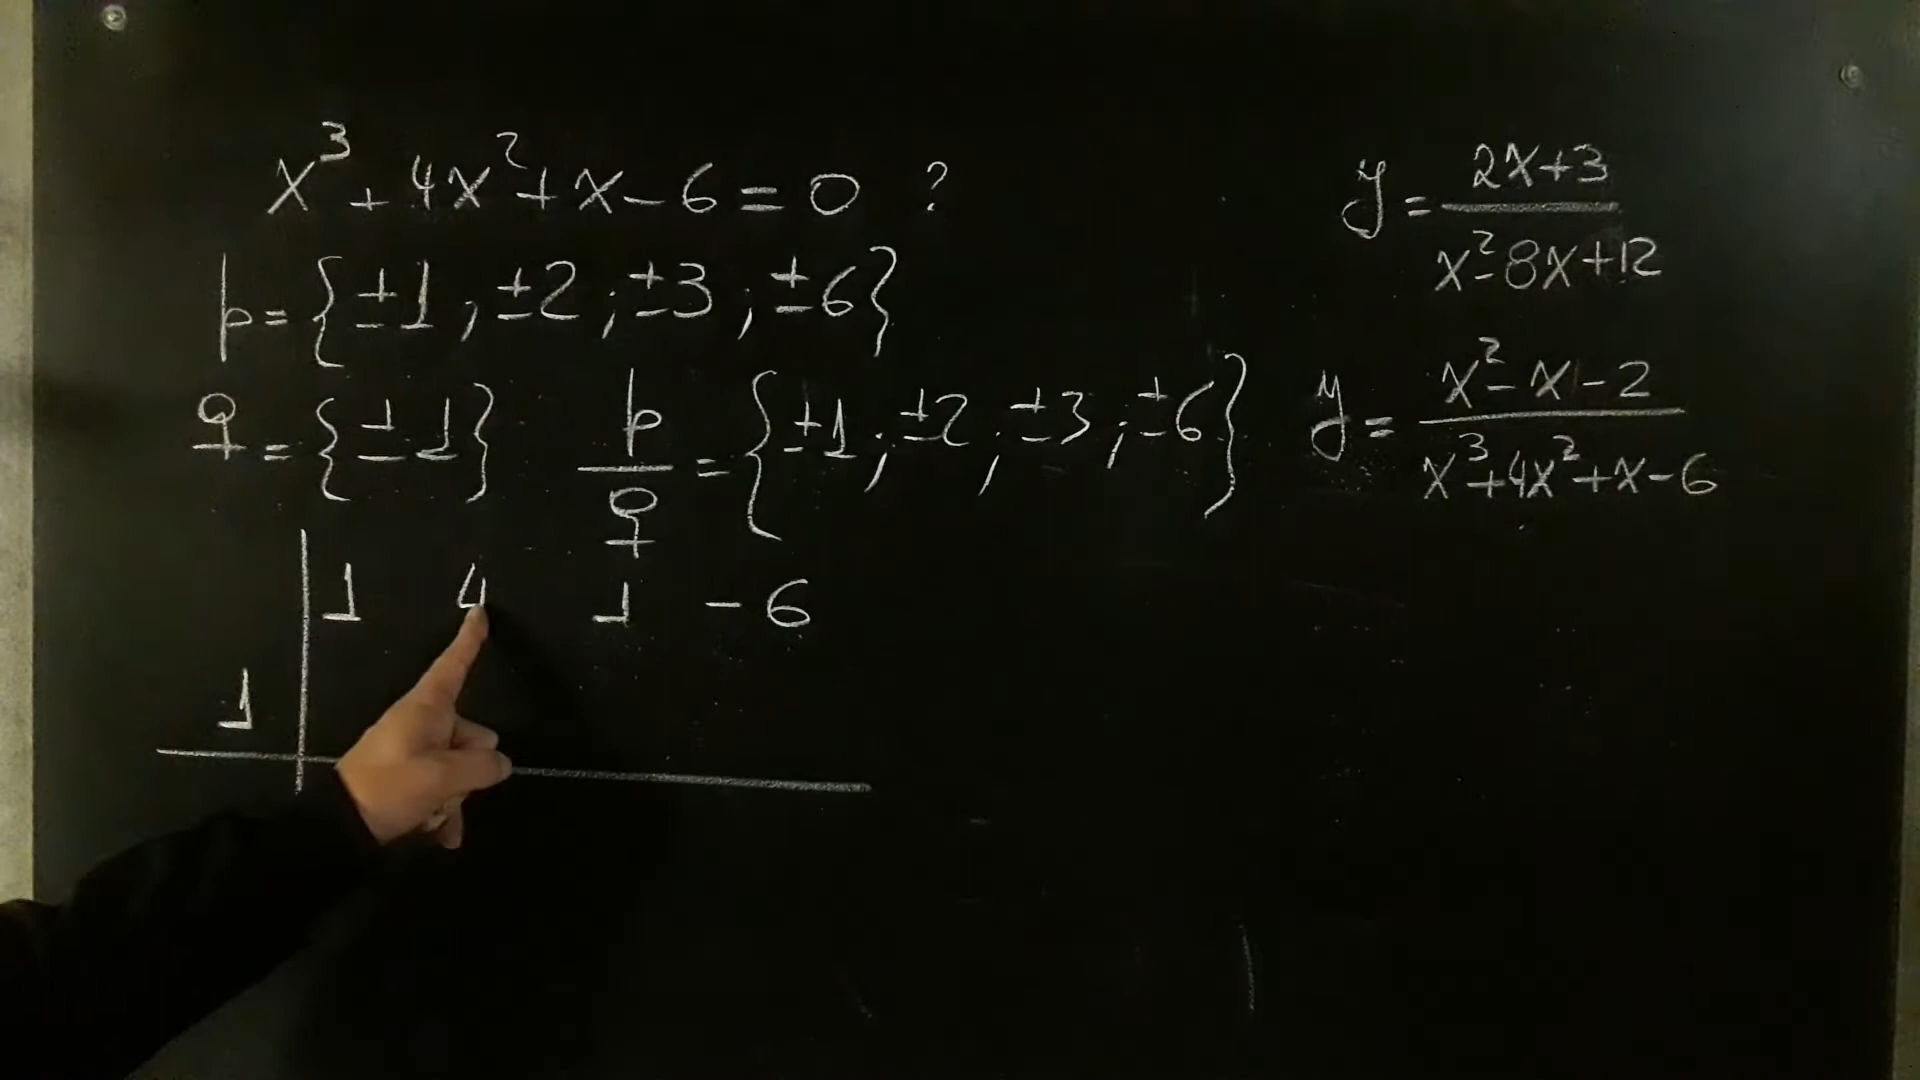 x³ + 4x² + x - 6 = 0 ?
p = {±1, ±2; ±3; ±6}
q = {±1}
p/q = {±1; ±2; ±3; ±6}
1 4 1 -6
1
y = (2x+3)/(x²-8x+12)
y = (x²-x-2)/(x³+4x²+x-6)